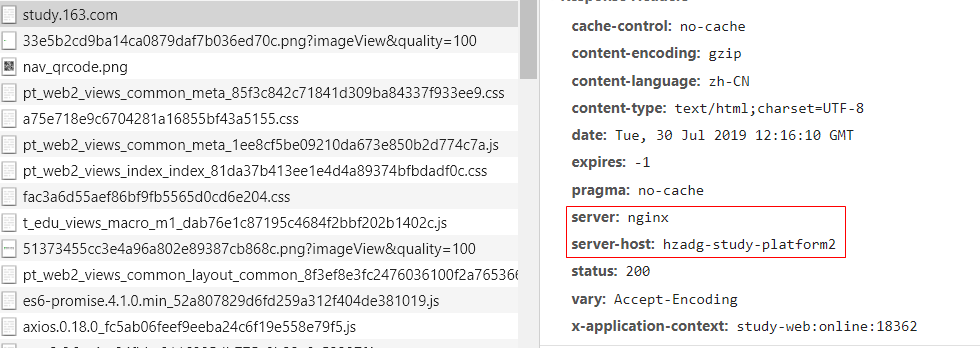 study.163.com
33e5b2cd9ba14ca0879daf7b036ed70c.png?imageView&quality=100
nav_qrcode.png
pt_web2_views_common_meta_85f3c842c71841d309ba84337f933ee9.css
a75e718e9c6704281a16855bf43a5155.css
pt_web2_views_common_meta_1ee8cf5be09210da673e850b2d774c7a.js
pt_web2_views_index_index_81da37b413ee1e4d4a89374bfbdadf0c.css
fac3a6d55aef86bf9fb5565d0cd6e204.css
t_edu_views_macro_m1_dab76e1c87195c4684f2bbf202b1402c.js
51373455cc3e4a96a802e89387cb868c.png?imageView&quality=100
pt_web2_views_common_layout_common_8f3ef8e3fc2476036100f2a765366
es6-promise.4.1.0.min_52a807829d6fd259a312f404de381019.js
axios.0.18.0_fc5ab06feef9eeba24c6f19e558e79f5.js
cache-control: no-cache
content-encoding: gzip
content-language: zh-CN
content-type: text/html;charset=UTF-8
date: Tue, 30 Jul 2019 12:16:10 GMT
expires: -1
pragma: no-cache
server: nginx
server-host: hzadg-study-platform2
status: 200
vary: Accept-Encoding
x-application-context: study-web:online:18362